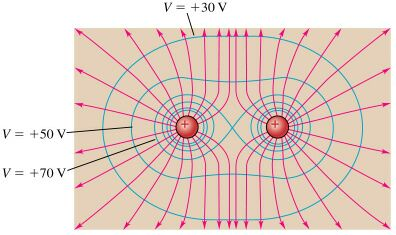 V = +30 V
+ +
V = +50 V
V = +70 V